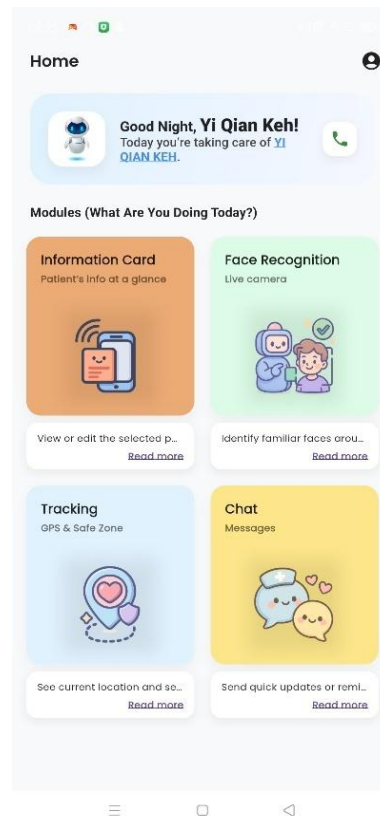 Home
Good Night, Yi Qian Keh!
Today you're taking care of YI
QIAN KEH.
Modules (What Are You Doing Today?)
Information Card
Patient's info at a glance
Face Recognition
Live camera
View or edit the selected p...
Read more
Identify familiar faces arou...
Read more
Tracking
GPS & Safe Zone
Chat
Messages
See current location and se...
Read more
Send quick updates or remi...
Read more